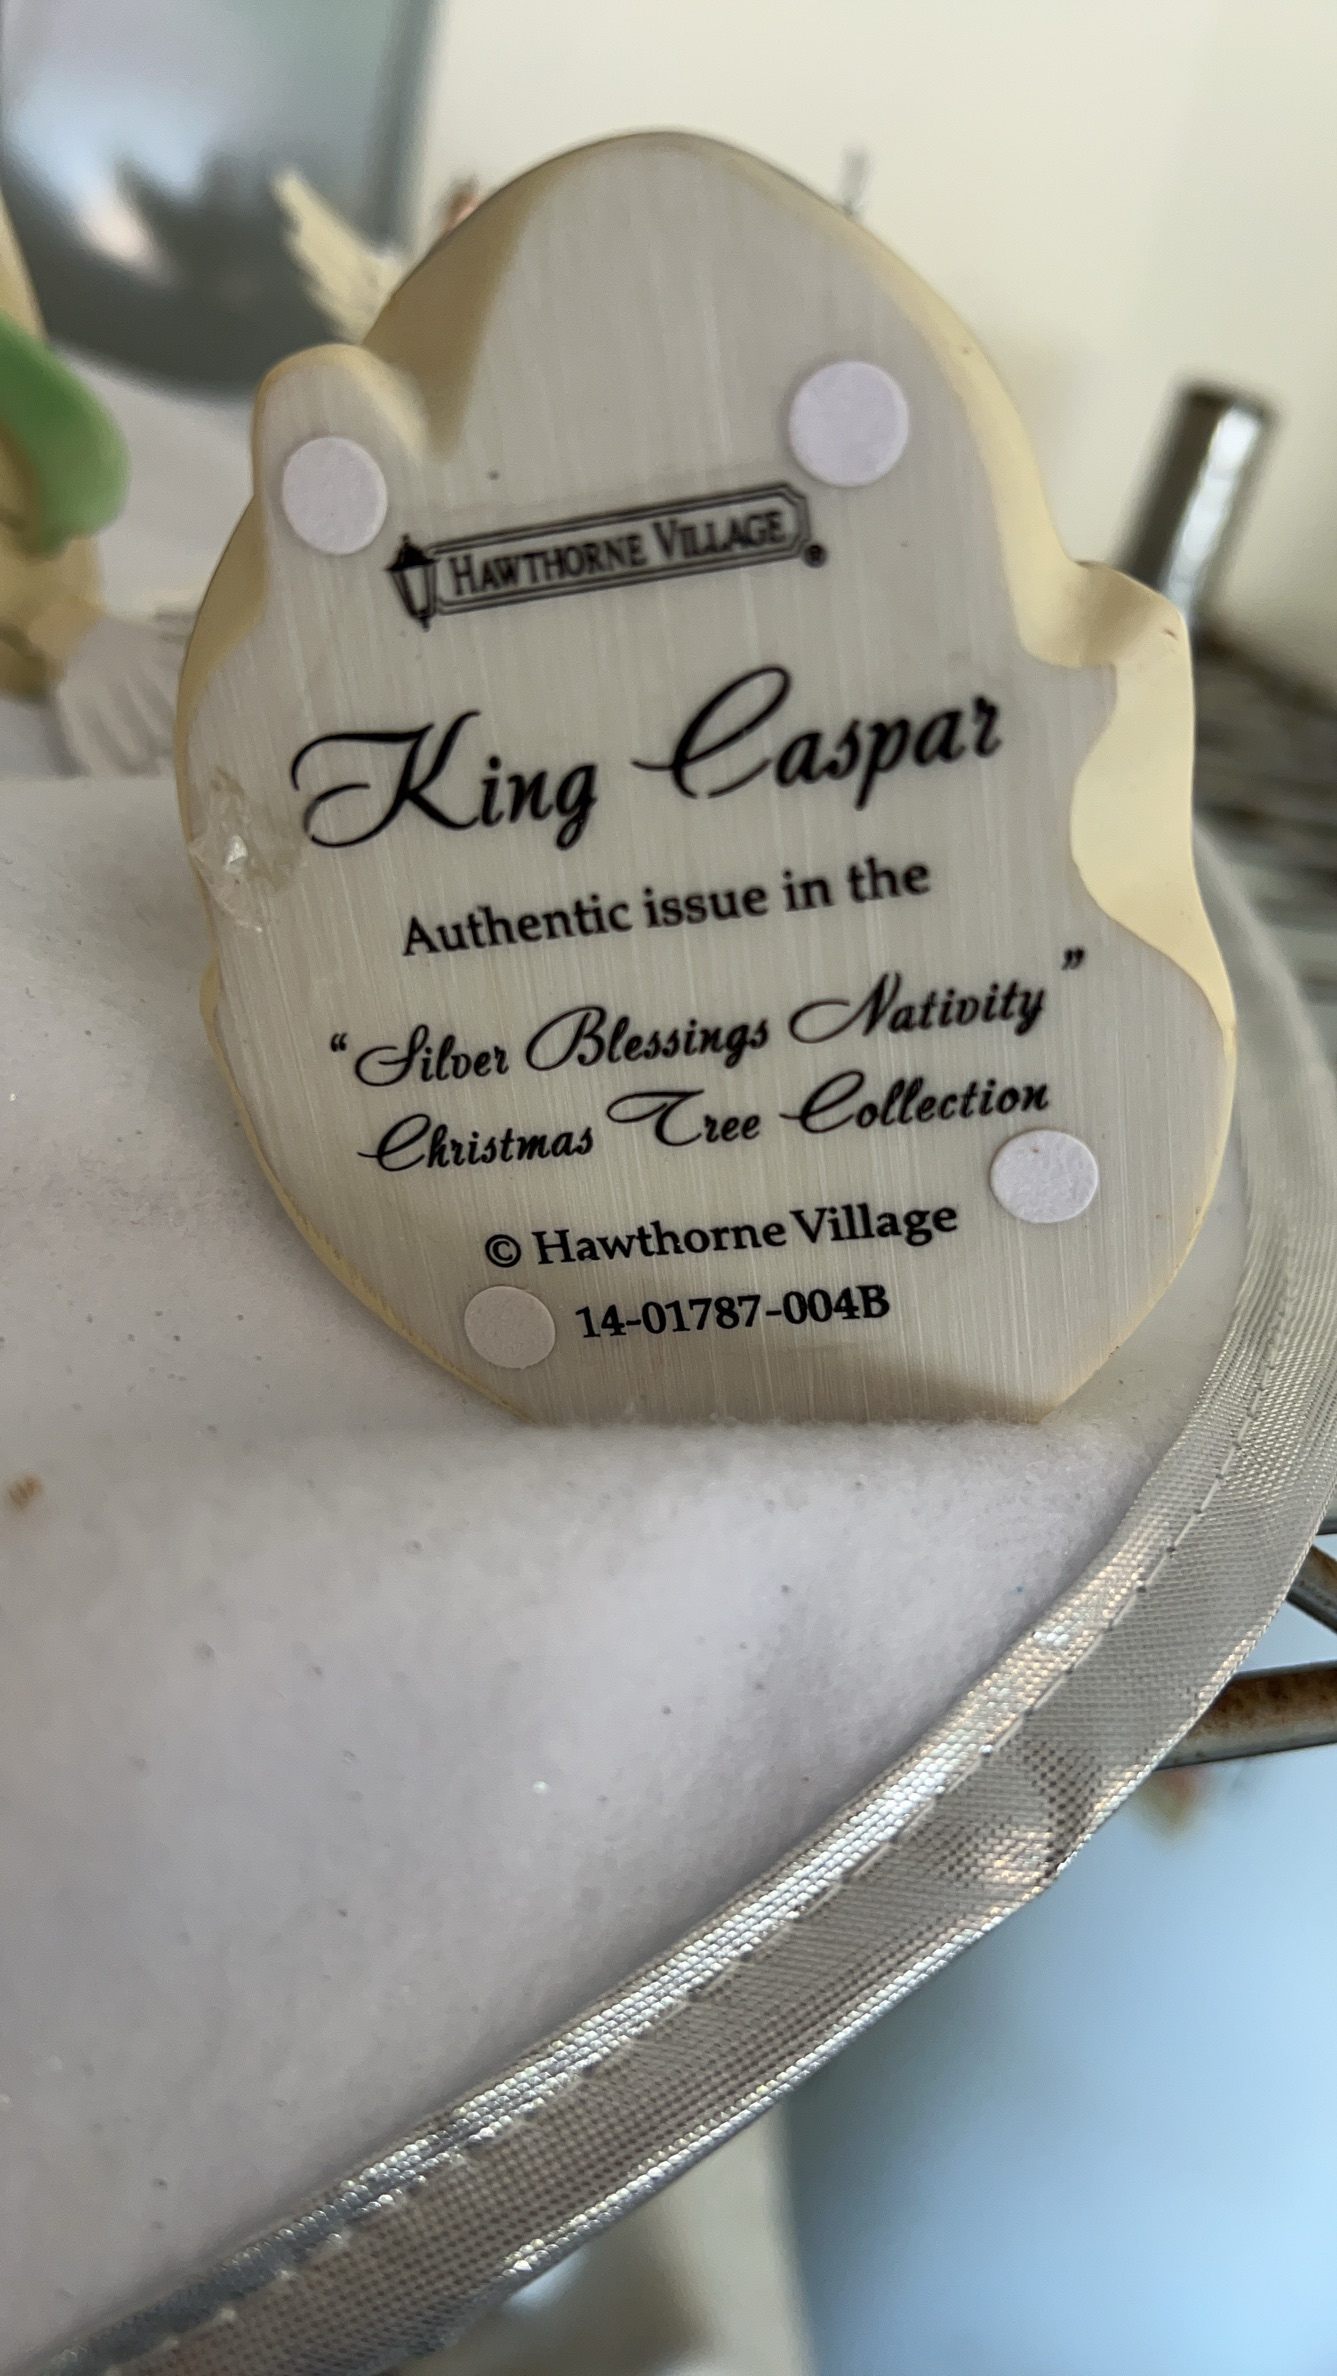 HAWTHORNE VILLAGE®
King Caspar
Authentic issue in the
“Silver Blessings Nativity”
Christmas Tree Collection
© Hawthorne Village
14-01787-004B